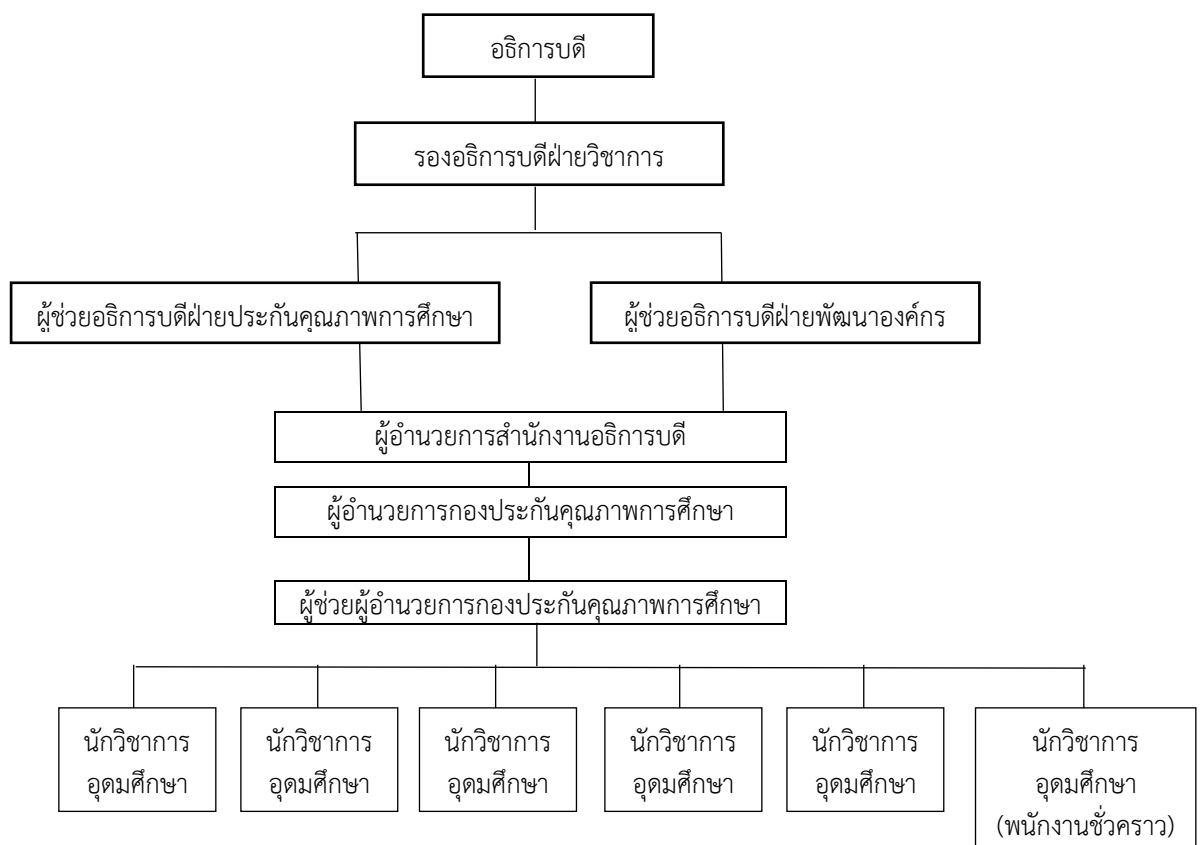 อธิการบดี
รองอธิการบดีฝ่ายวิชาการ
ผู้ช่วยอธิการบดีฝ่ายประกันคุณภาพการศึกษา
ผู้ช่วยอธิการบดีฝ่ายพัฒนาองค์กร
ผู้อำนวยการสำนักงานอธิการบดี
ผู้อำนวยการกองประกันคุณภาพการศึกษา
ผู้ช่วยผู้อำนวยการกองประกันคุณภาพการศึกษา
นักวิชาการ
อุดมศึกษา
นักวิชาการ
อุดมศึกษา
นักวิชาการ
อุดมศึกษา
นักวิชาการ
อุดมศึกษา
นักวิชาการ
อุดมศึกษา
นักวิชาการ
อุดมศึกษา
(พนักงานชั่วคราว)